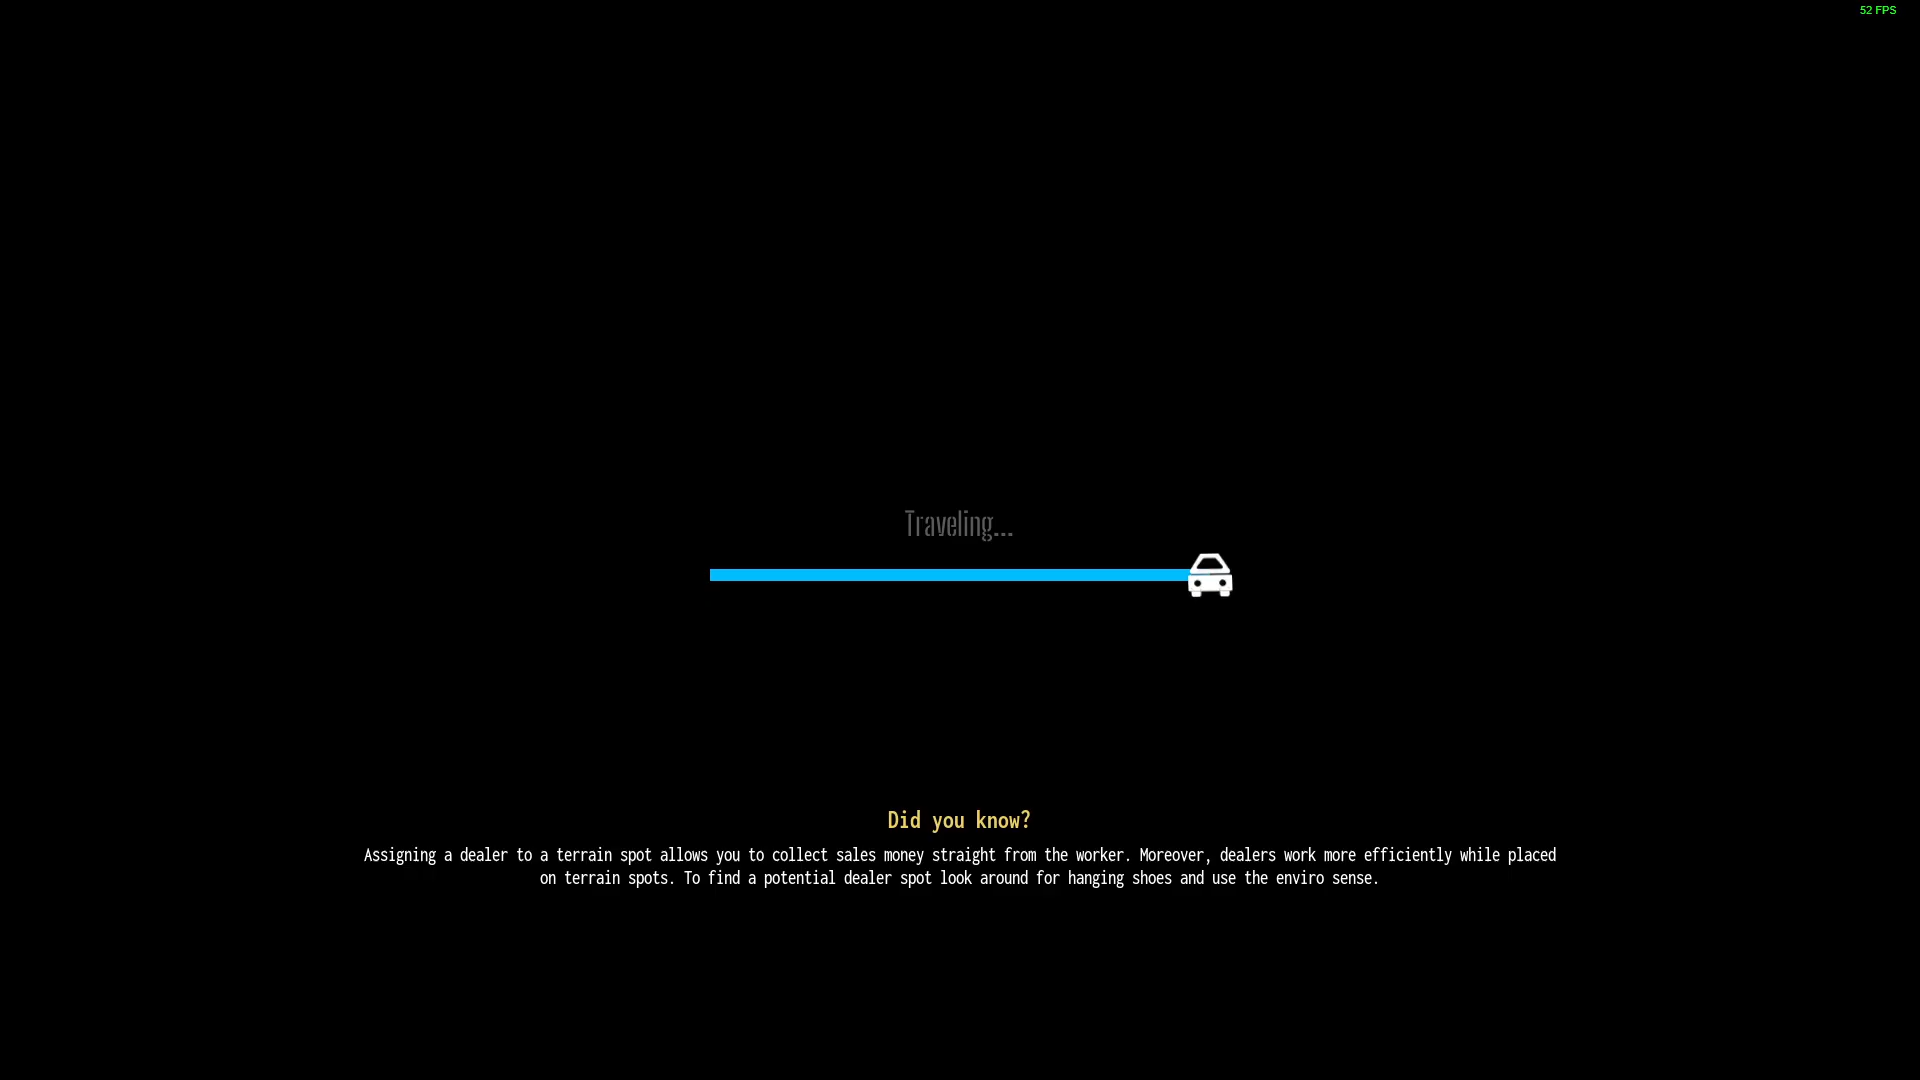 52 FPS
Traveling...
Did you know?
Assigning a dealer to a terrain spot allows you to collect sales money straight from the worker. Moreover, dealers work more efficiently while placed
on terrain spots. To find a potential dealer spot look around for hanging shoes and use the enviro sense.